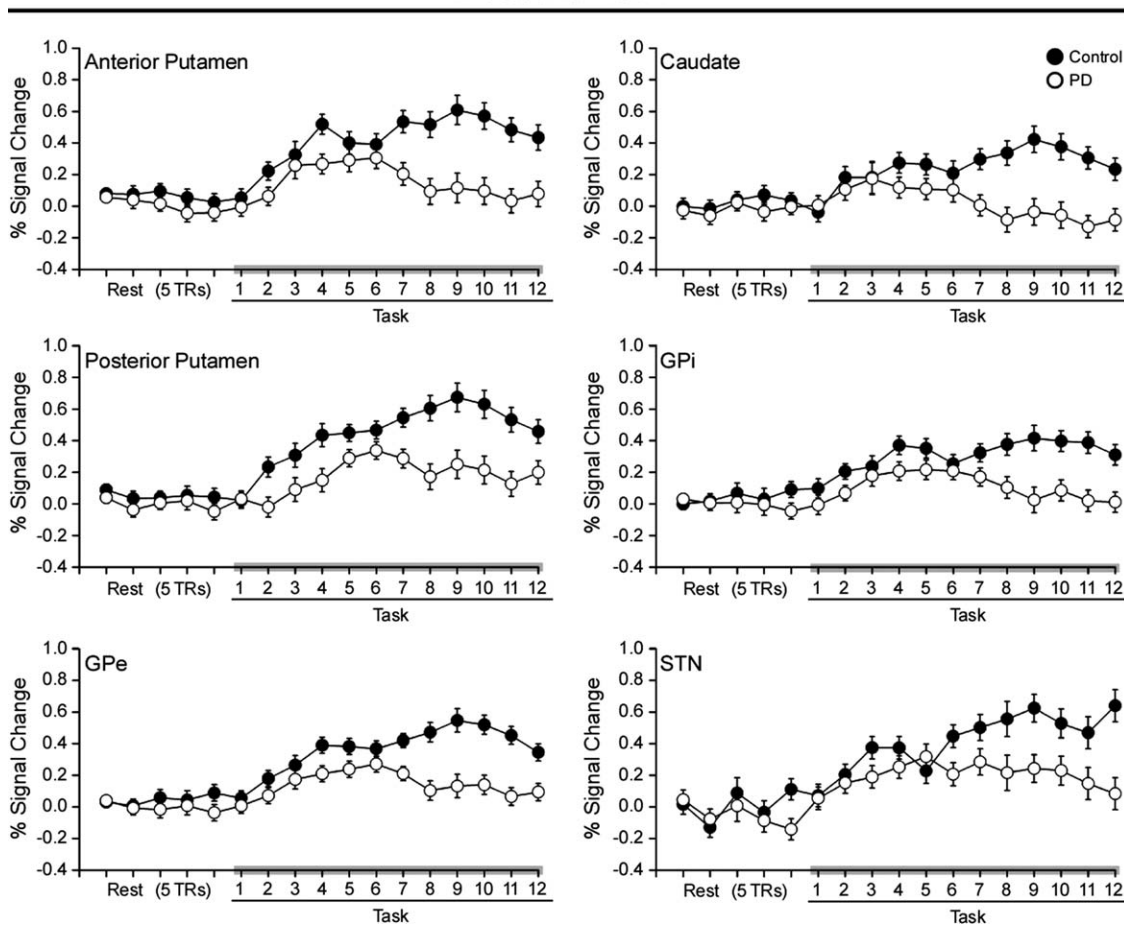 Anterior Putamen
% Signal Change
1.0
0.8
0.6
0.4
0.2
0.0
-0.2
-0.4
Rest (5 TRs) 1 2 3 4 5 6 7 8 9 10 11 12
Task
Caudate
Control
PD
% Signal Change
1.0
0.8
0.6
0.4
0.2
0.0
-0.2
-0.4
Rest (5 TRs) 1 2 3 4 5 6 7 8 9 10 11 12
Task
Posterior Putamen
% Signal Change
1.0
0.8
0.6
0.4
0.2
0.0
-0.2
-0.4
Rest (5 TRs) 1 2 3 4 5 6 7 8 9 10 11 12
Task
GPi
% Signal Change
1.0
0.8
0.6
0.4
0.2
0.0
-0.2
-0.4
Rest (5 TRs) 1 2 3 4 5 6 7 8 9 10 11 12
Task
GPe
% Signal Change
1.0
0.8
0.6
0.4
0.2
0.0
-0.2
-0.4
Rest (5 TRs) 1 2 3 4 5 6 7 8 9 10 11 12
Task
STN
% Signal Change
1.0
0.8
0.6
0.4
0.2
0.0
-0.2
-0.4
Rest (5 TRs) 1 2 3 4 5 6 7 8 9 10 11 12
Task